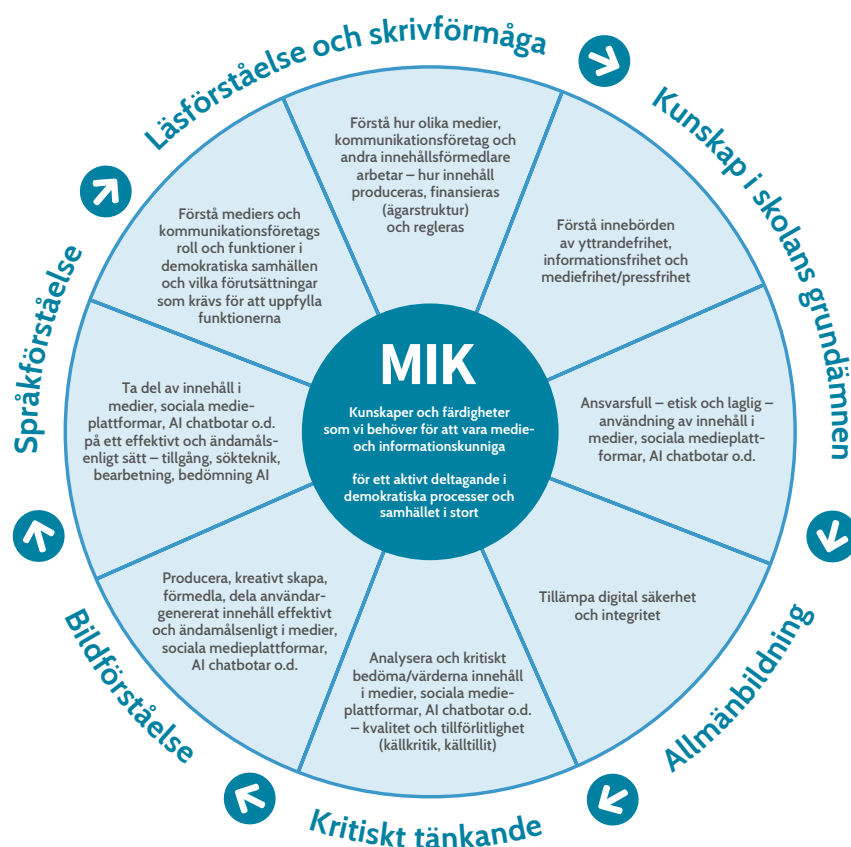 Läsförståelse och skrivförmåga
Kunskap i skolans grundämnen
Allmänbildning
Kritiskt tänkande
Bildförståelse
Språkförståelse
Förstå hur olika medier,
kommunikationsföretag och
andra innehållsförmedlare
arbetar – hur innehåll
produceras, finansieras
(ägarstruktur)
och regleras
Förstå innebörden
av yttrandefrihet,
informationsfrihet och
mediefrihet/pressfrihet
Ansvarsfull – etisk och laglig –
användning av innehåll i
medier, sociala medieplatt-
formar, AI chatbotar o.d.
Tillämpa digital säkerhet
och integritet
Analysera och kritiskt
bedöma/värderna innehåll
i medier, sociala medie-
plattformar, AI chatbotar o.d.
– kvalitet och tillförlitlighet
(källkritik, källtillit)
Producera, kreativt skapa,
förmedla, dela användar-
genererat innehåll effektivt
och ändamålsenligt i medier,
sociala medieplattformar,
AI chatbotar o.d.
Ta del av innehåll i
medier, sociala medie-
plattformar, AI chatbotar o.d.
på ett effektivt och ändamåls-
enligt sätt – tillgång, sökteknik,
bearbetning, bedömning AI
Förstå mediers och
kommunikationsföretags
roll och funktioner i
demokratiska samhällen
och vilka förutsättningar
som krävs för att uppfylla
funktionerna
MIK
Kunskaper och färdigheter
som vi behöver för att vara medie-
och informationskunniga
för ett aktivt deltagande i
demokratiska processer och
samhället i stort